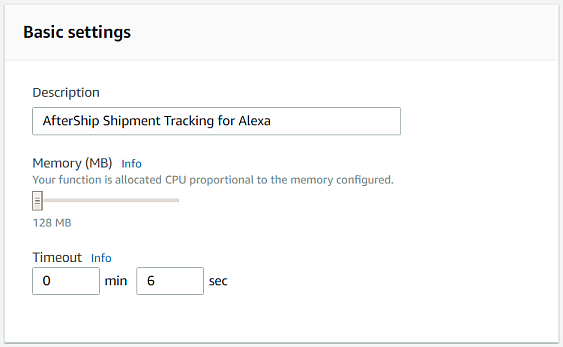 Basic settings
Description
AfterShip Shipment Tracking for Alexa
Memory (MB) Info
Your function is allocated CPU proportional to the memory configured.
128 MB
Timeout Info
0 min 6 sec